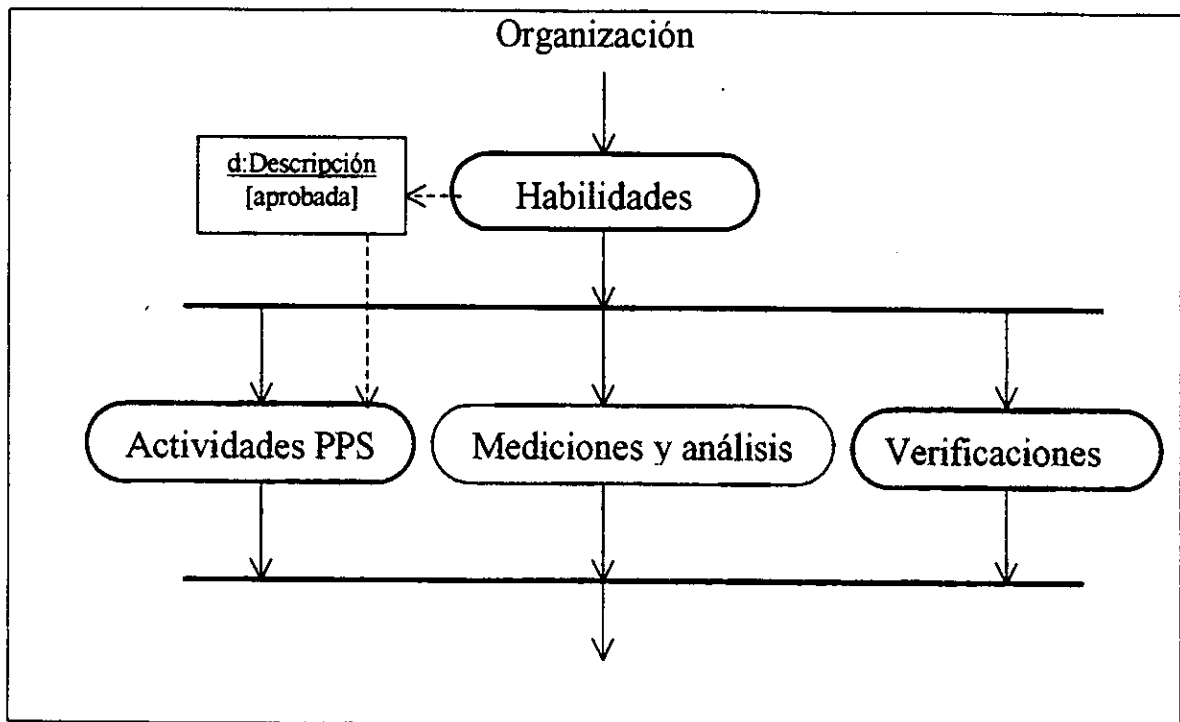 Organización
d:Descripción
[aprobada]
Habilidades
Actividades PPS
Mediciones y análisis
Verificaciones